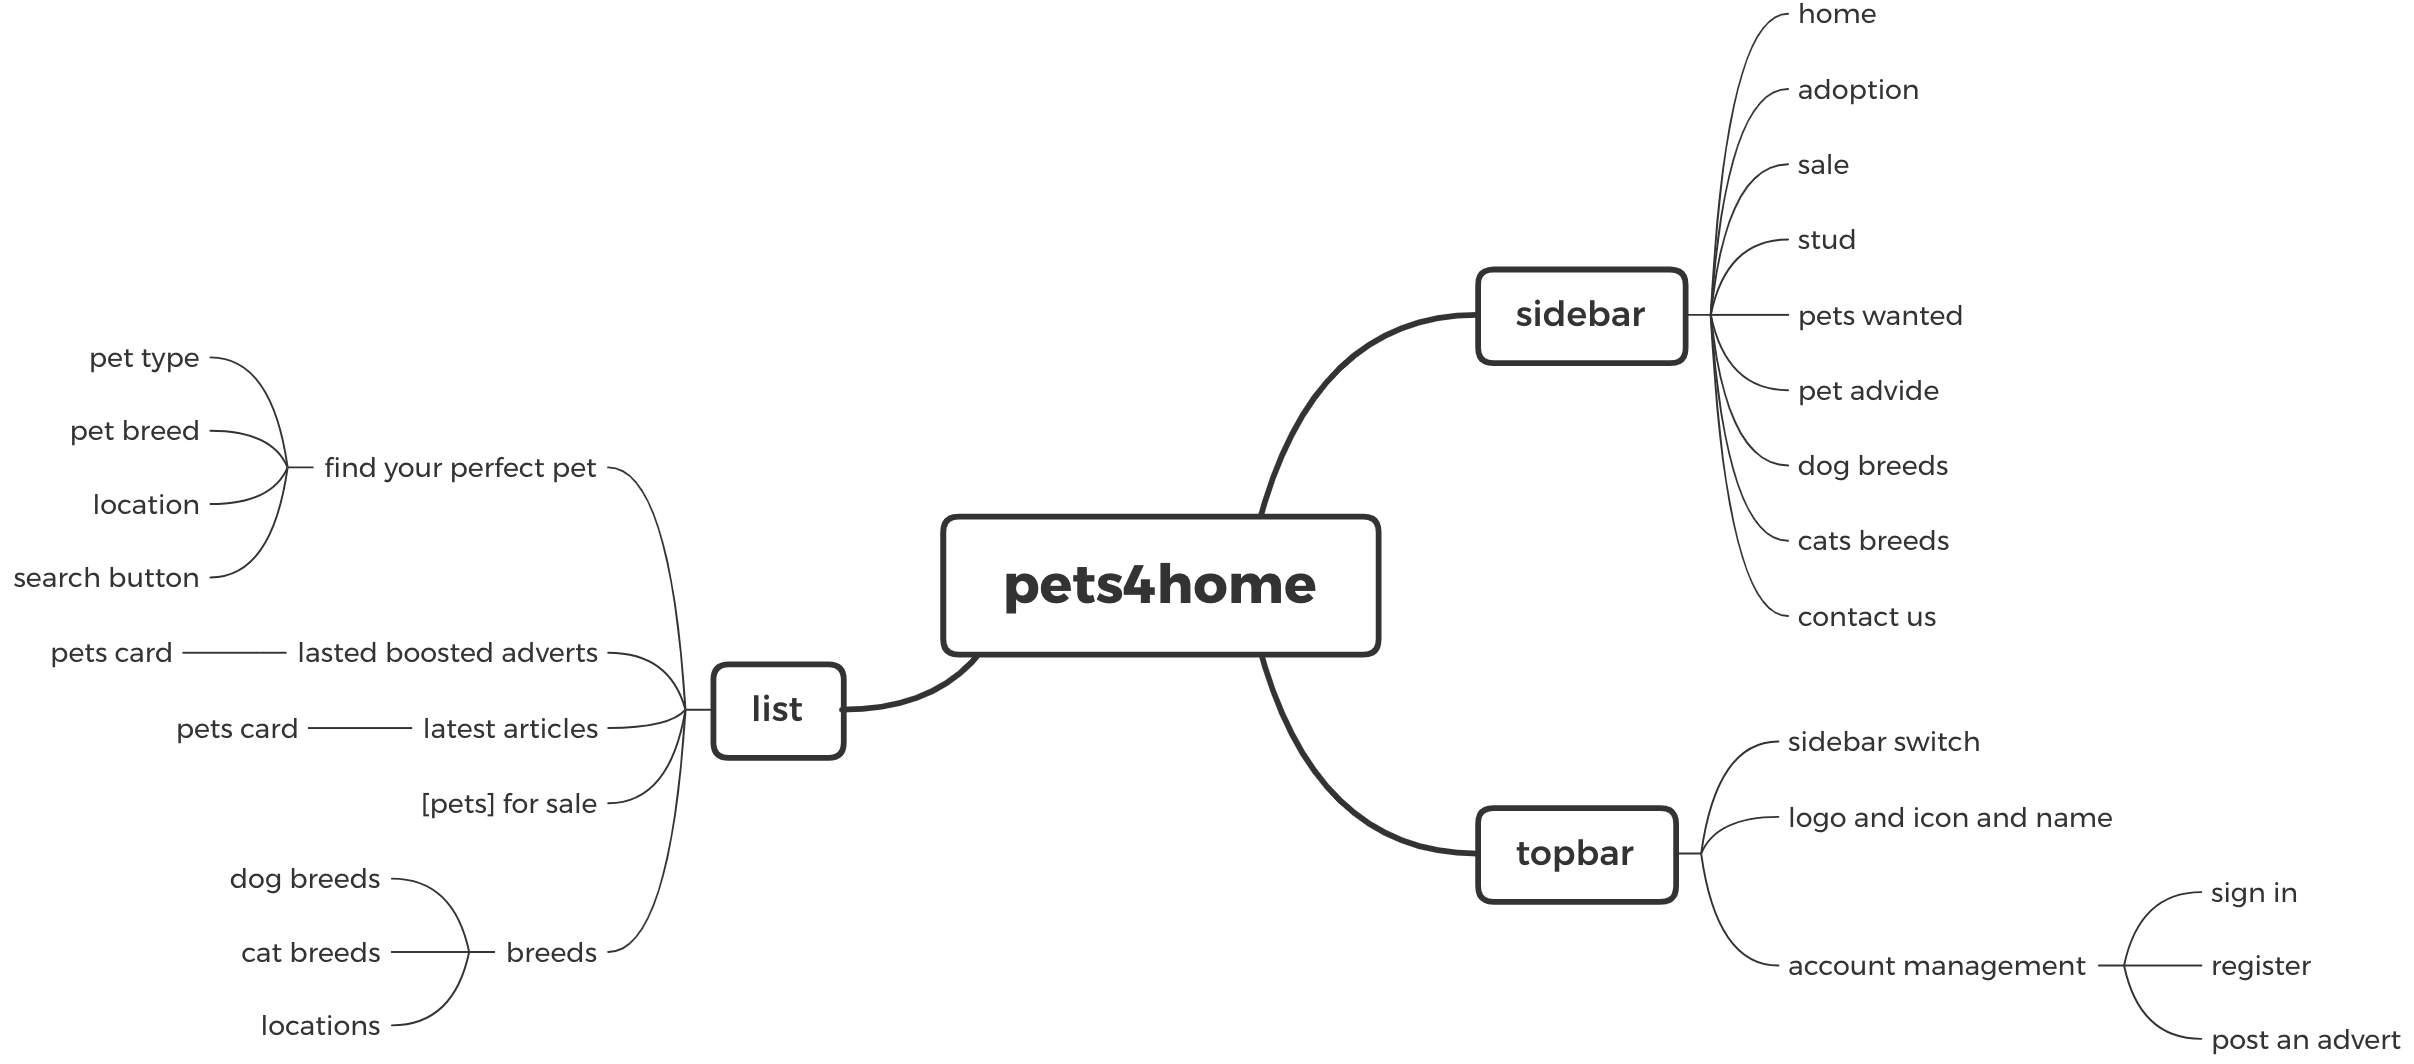 pets4home
sidebar
home
adoption
sale
stud
pets wanted
pet advide
dog breeds
cats breeds
contact us
topbar
sidebar switch
logo and icon and name
account management
sign in
register
post an advert
list
find your perfect pet
pet type
pet breed
location
search button
lasted boosted adverts
pets card
latest articles
pets card
[pets] for sale
breeds
dog breeds
cat breeds
locations